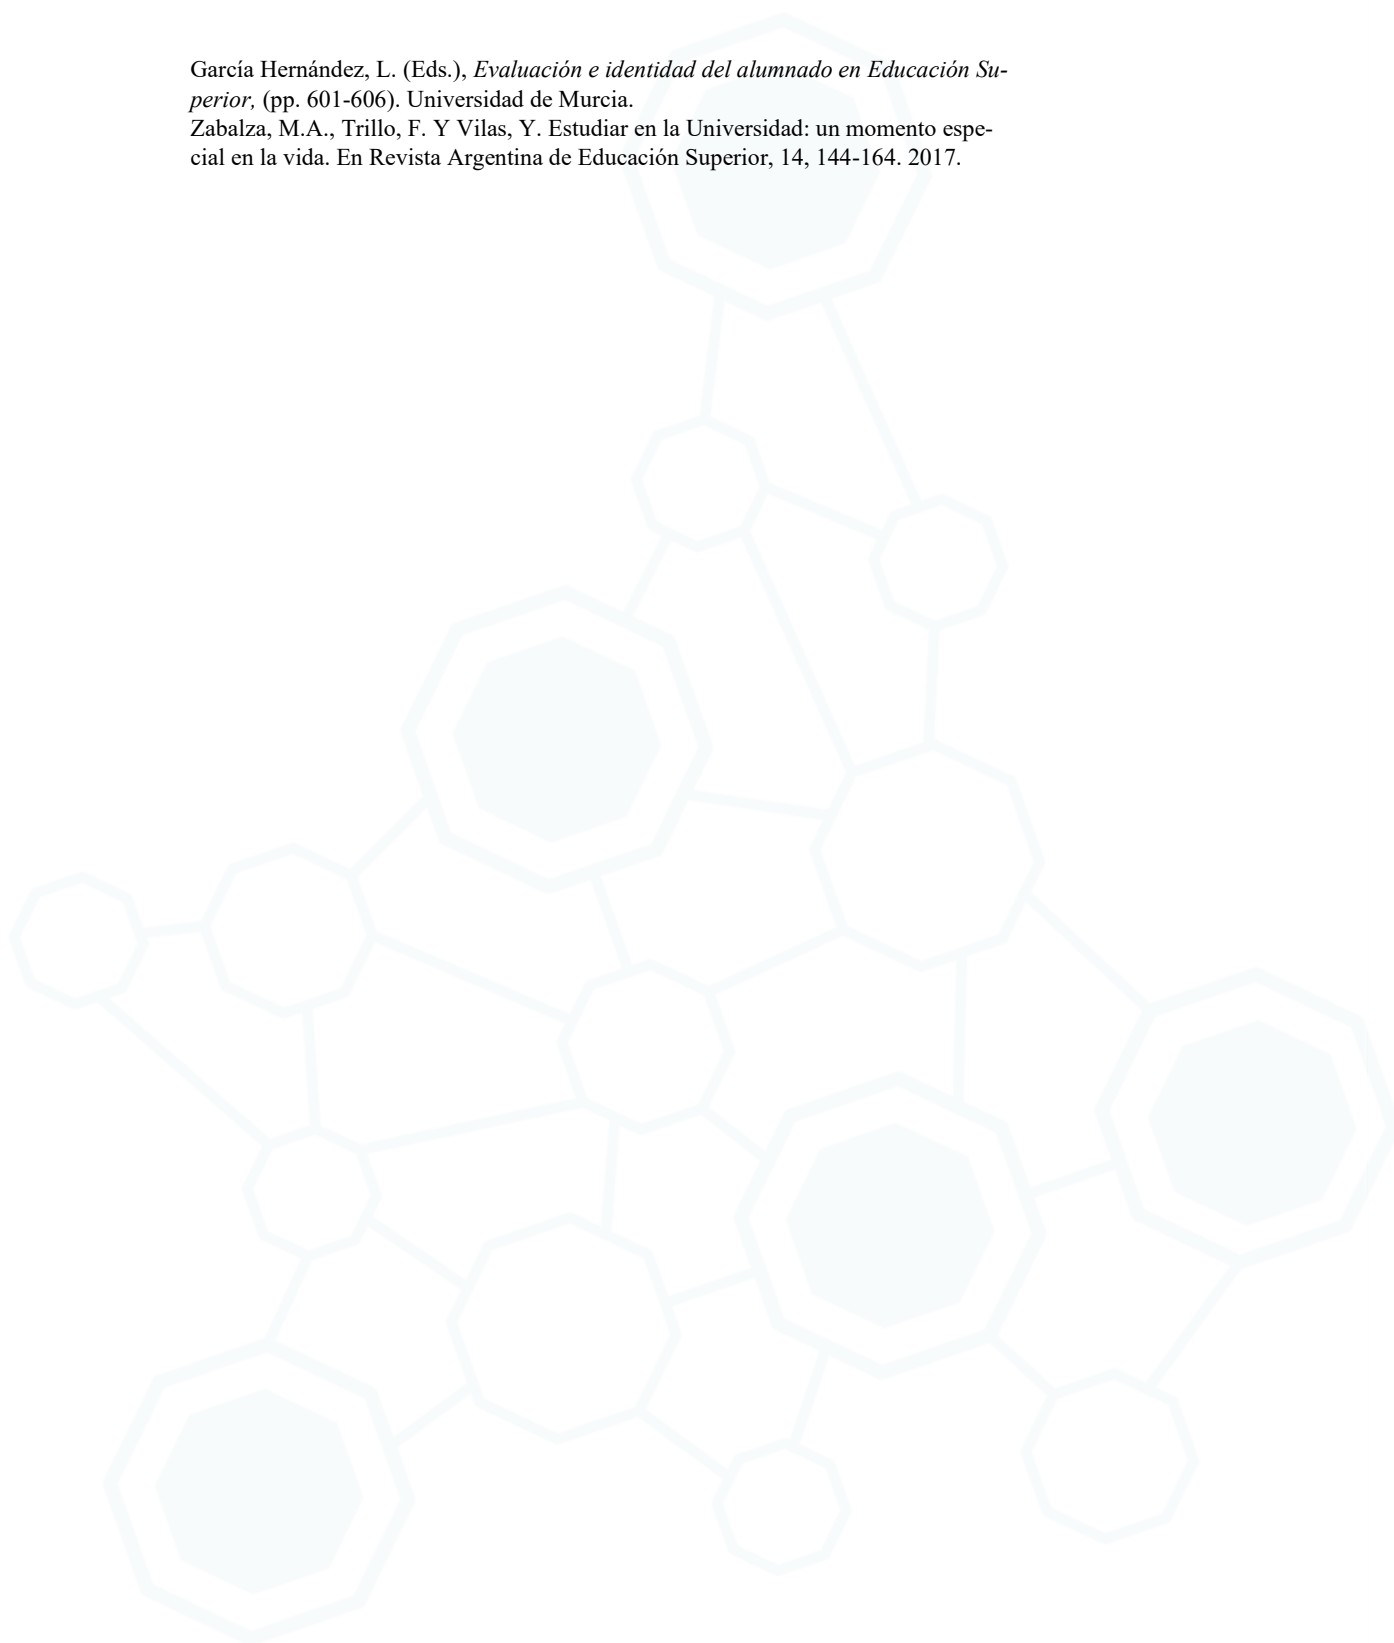 García Hernández, L. (Eds.), Evaluación e identidad del alumnado en Educación Su-
perior, (pp. 601-606). Universidad de Murcia.
Zabalza, M.A., Trillo, F. Y Vilas, Y. Estudiar en la Universidad: un momento espe-
cial en la vida. En Revista Argentina de Educación Superior, 14, 144-164. 2017.